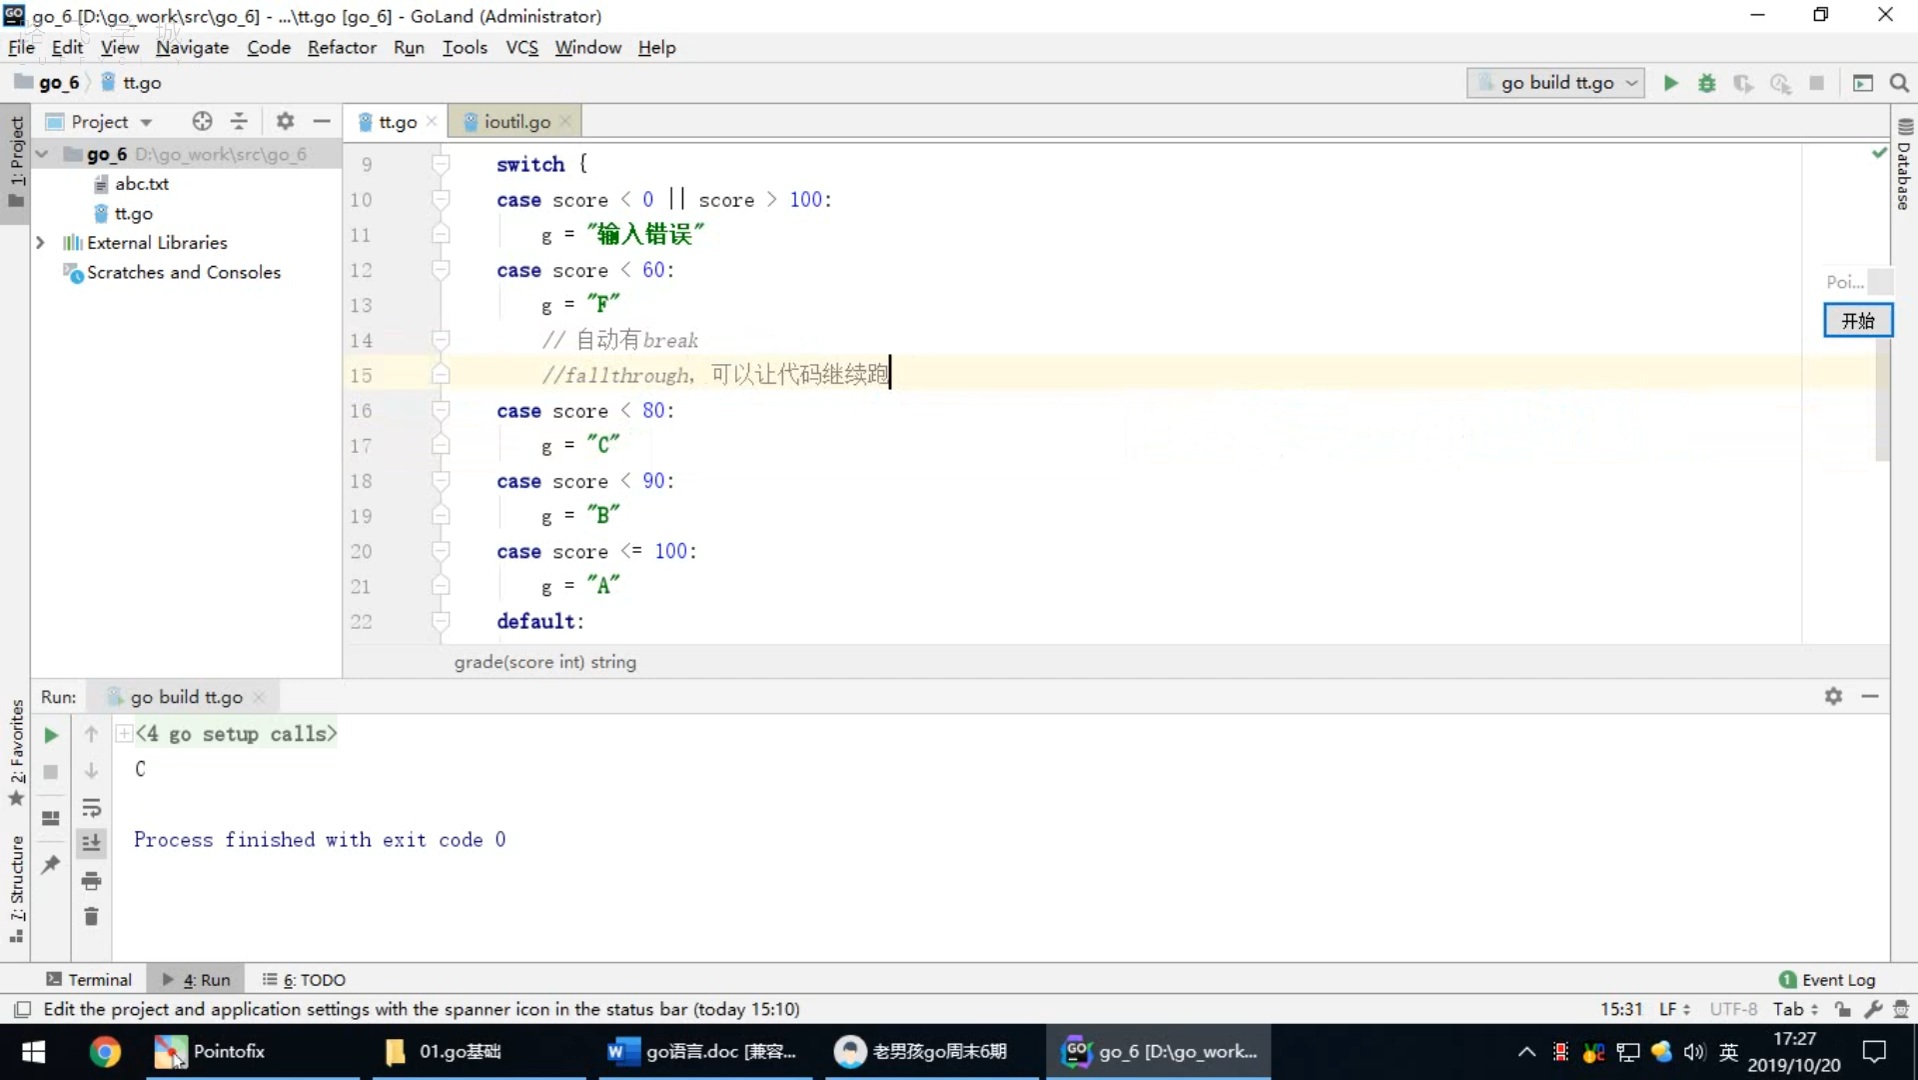 go_6 [D:\go_work\src\go_6] - ...\tt.go [go_6] - GoLand (Administrator)
File Edit View Navigate Code Refactor Run Tools VCS Window Help
go_6 tt.go go build tt.go
Project tt.go ioutil.go
1: Project
go_6 D:\go_work\src\go_6
abc.txt
tt.go
External Libraries
Scratches and Consoles
9 switch {
10 case score < 0 || score > 100:
11 g = "输入错误"
12 case score < 60:
13 g = "F"
14 // 自动有break
15 //fallthrough，可以让代码继续跑
16 case score < 80:
17 g = "C"
18 case score < 90:
19 g = "B"
20 case score <= 100:
21 g = "A"
22 default:
grade(score int) string
Database
Poi...
开始
Run: go build tt.go
<4 go setup calls>
C
Process finished with exit code 0
2: Favorites
7: Structure
Terminal 4: Run 6: TODO 1 Event Log
Edit the project and application settings with the spanner icon in the status bar (today 15:10) 15:31 LF UTF-8 Tab
Pointofix 01.go基础 go语言.doc [兼容... 老男孩go周末6期 go_6 [D:\go_work... 英 17:27
2019/10/20